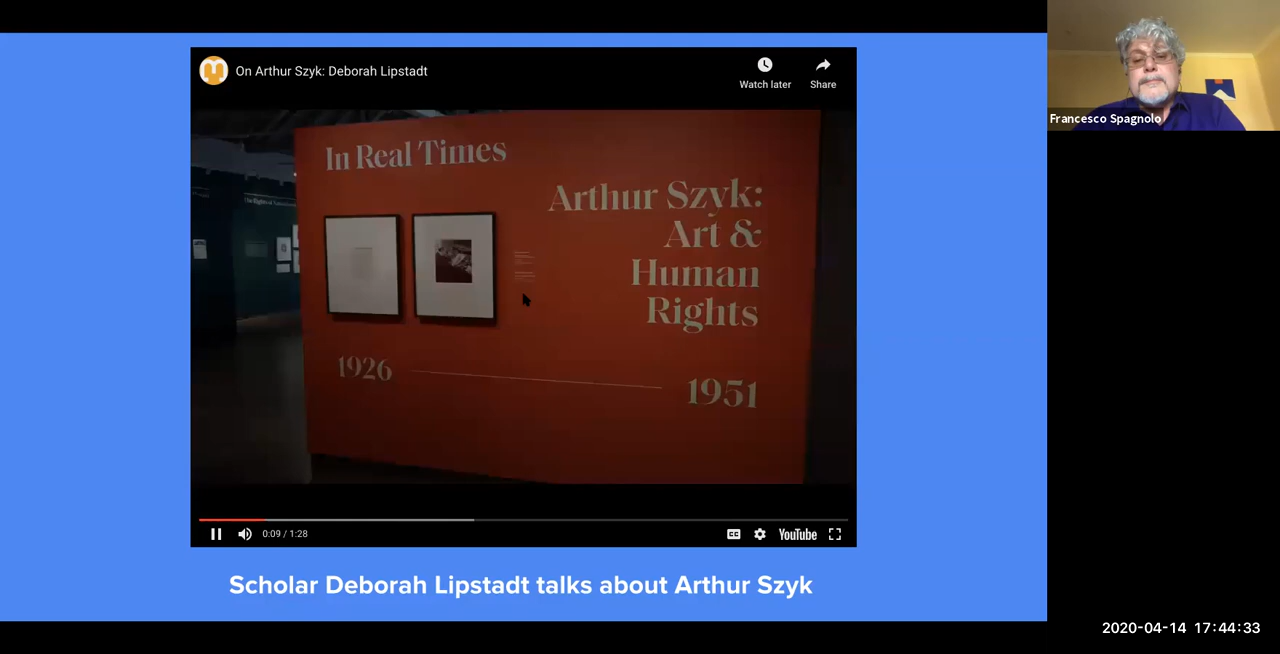 On Arthur Szyk: Deborah Lipstadt
Watch later
Share
Francesco Spagnolo
In Real Times
Arthur Szyk:
Art &
Human
Rights
1926
1951
0:09 / 1:28
CC
YouTube
Scholar Deborah Lipstadt talks about Arthur Szyk
2020-04-14 17:44:33